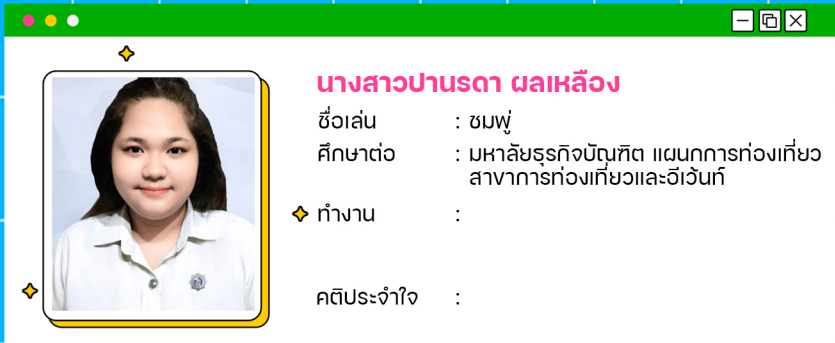 นางสาวปานรดา ผลเหลือง
ชื่อเล่น : ชมพู่
ศึกษาต่อ : มหาลัยธุรกิจบัณฑิต แผนกการท่องเที่ยว
สาขาการท่องเที่ยวและอีเว้นท์
ทำงาน :
คติประจำใจ :